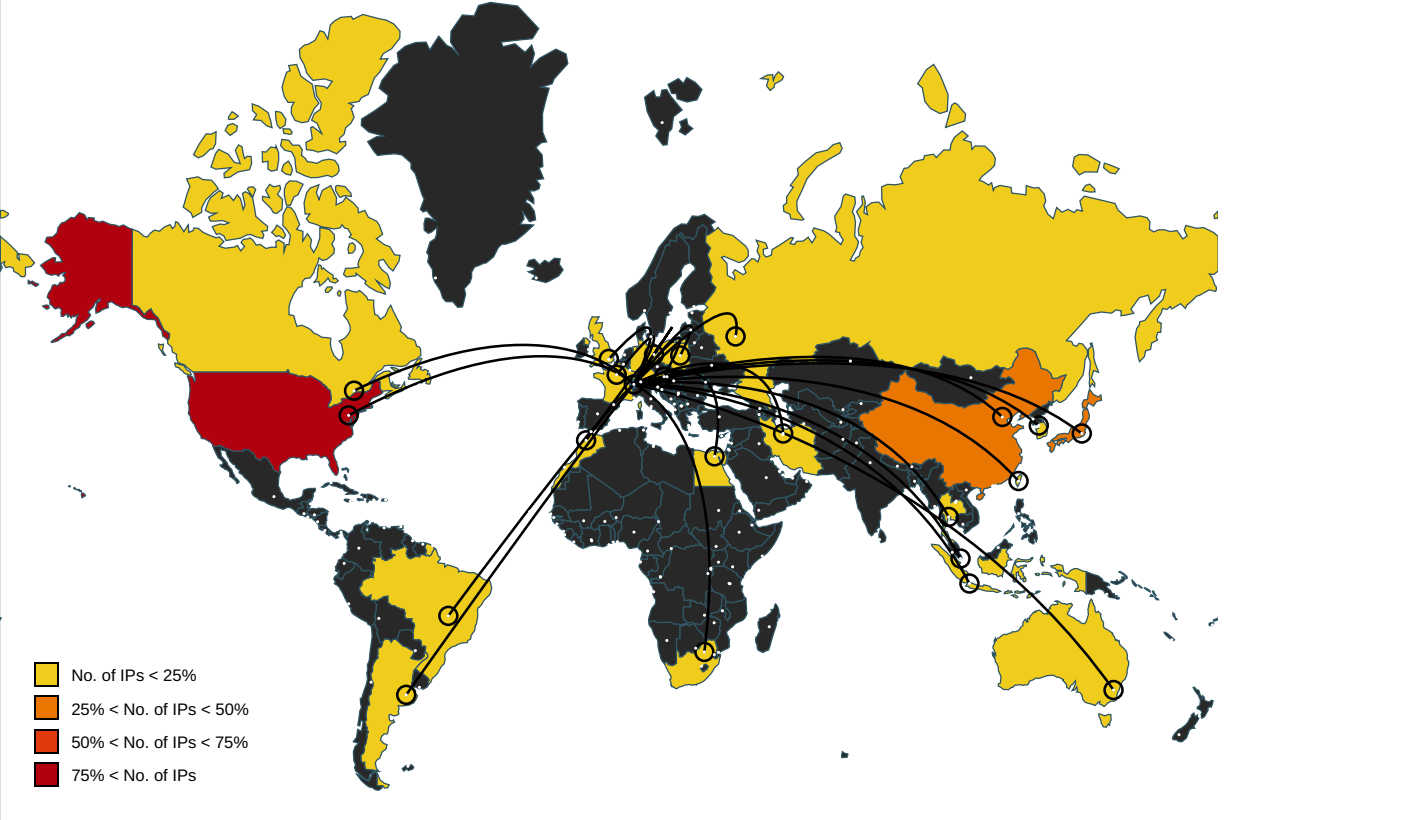 No. of IPs < 25%
25% < No. of IPs < 50%
50% < No. of IPs < 75%
75% < No. of IPs